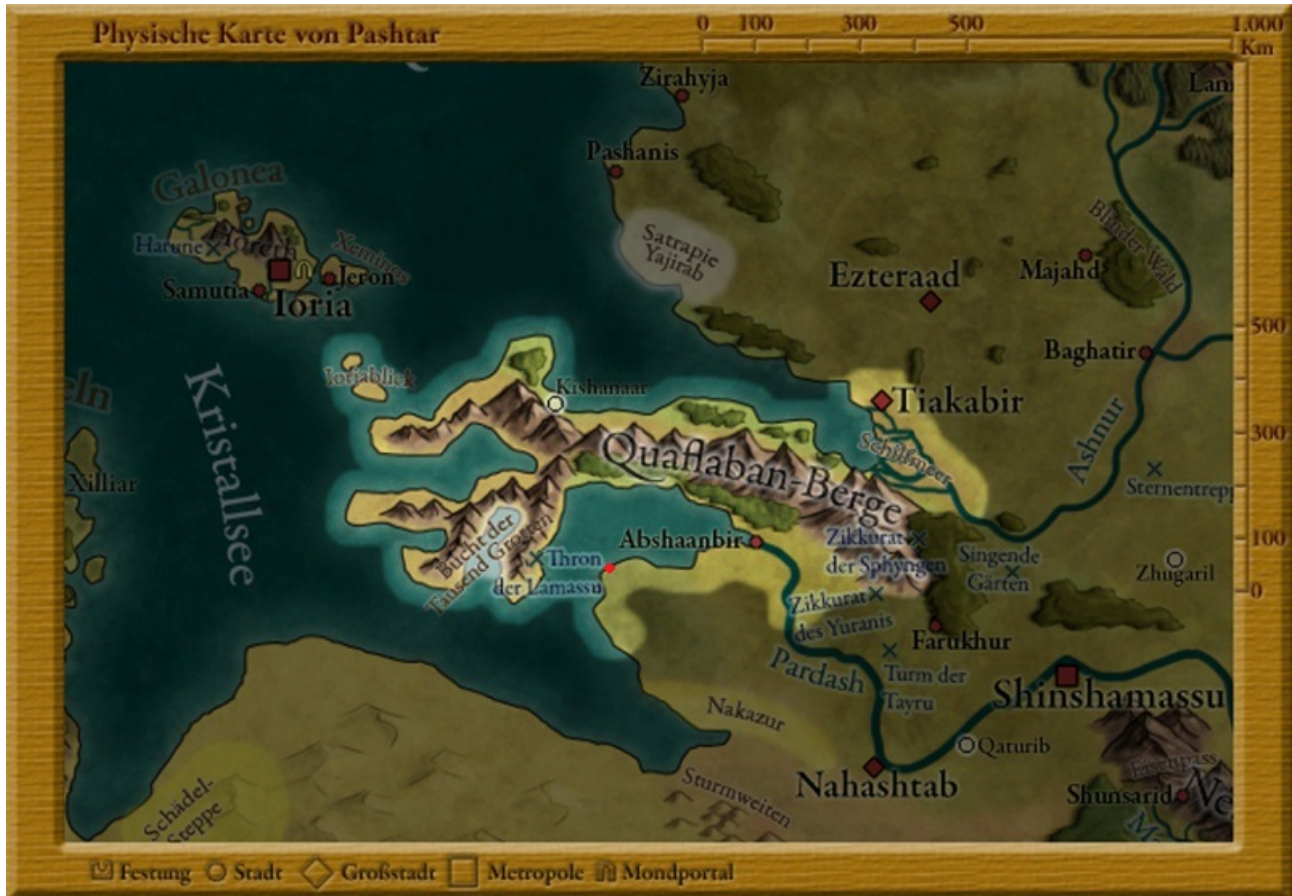 Physische Karte von Pashtar
0 100 300 500 1.000
Km
Zirahyja
Pashanis
Galonea
Satrapie
Yajirab
Blinder Wald
Harune
Xemines
Jeron
Samutia
Ioria
Ezteraad
Majahd
500
Baghatir
Ioriablick
Kishanaar
Tiakabir
Kristallsee
Xilliar
300
Quaflaban-Berge
Schilfmeer
Ashnur
Bucht der
Tausend Grotten
Thron
der Lamassu
Abshaanbir
Zikkurat
der Sphyngen
Singende
Gärten
100
Zhugaril
0
Zikkurat
des Yuranis
Farukhur
Pardash
Turm der
Tayru
Shinshamassu
Nakazur
Qaturib
Nahashtab
Sturmweiten
Schädel-
Steppe
Shunsarid
Festung Stadt Großstadt Metropole Mondportal